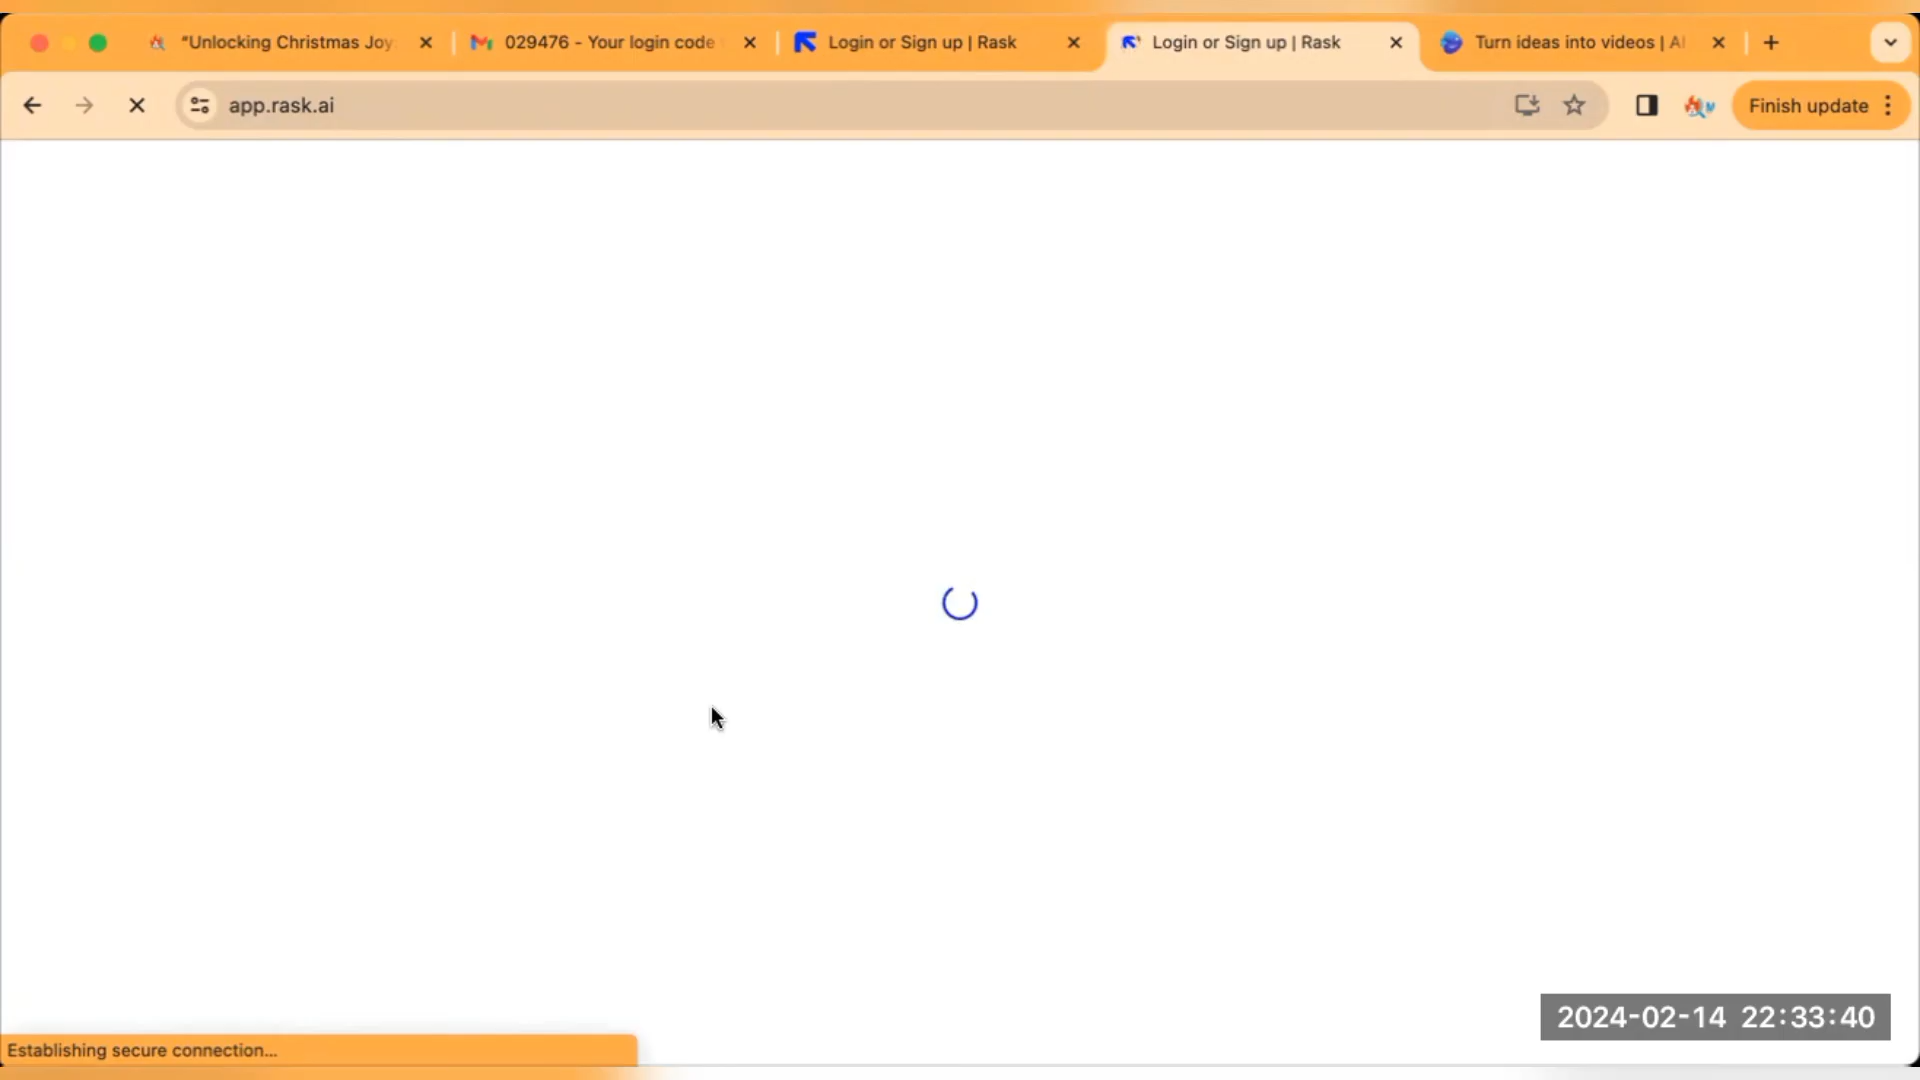 "Unlocking Christmas Joy
029476 - Your login code
Login or Sign up | Rask
Login or Sign up | Rask
Turn ideas into videos | AI
app.rask.ai
Finish update
2024-02-14 22:33:40
Establishing secure connection...